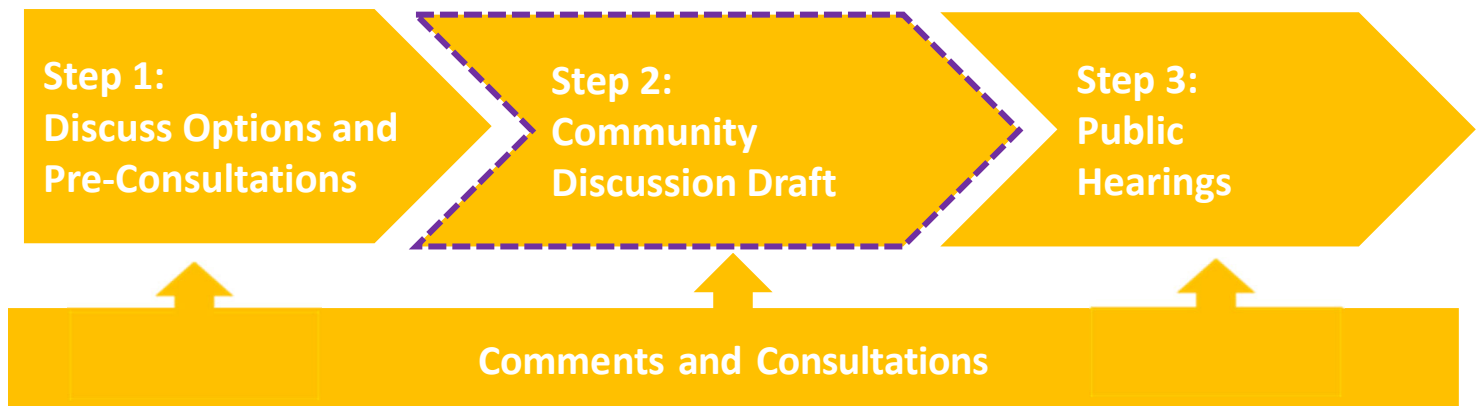 Step 1:
Discuss Options and
Pre-Consultations
Step 2:
Community
Discussion Draft
Step 3:
Public
Hearings
Comments and Consultations